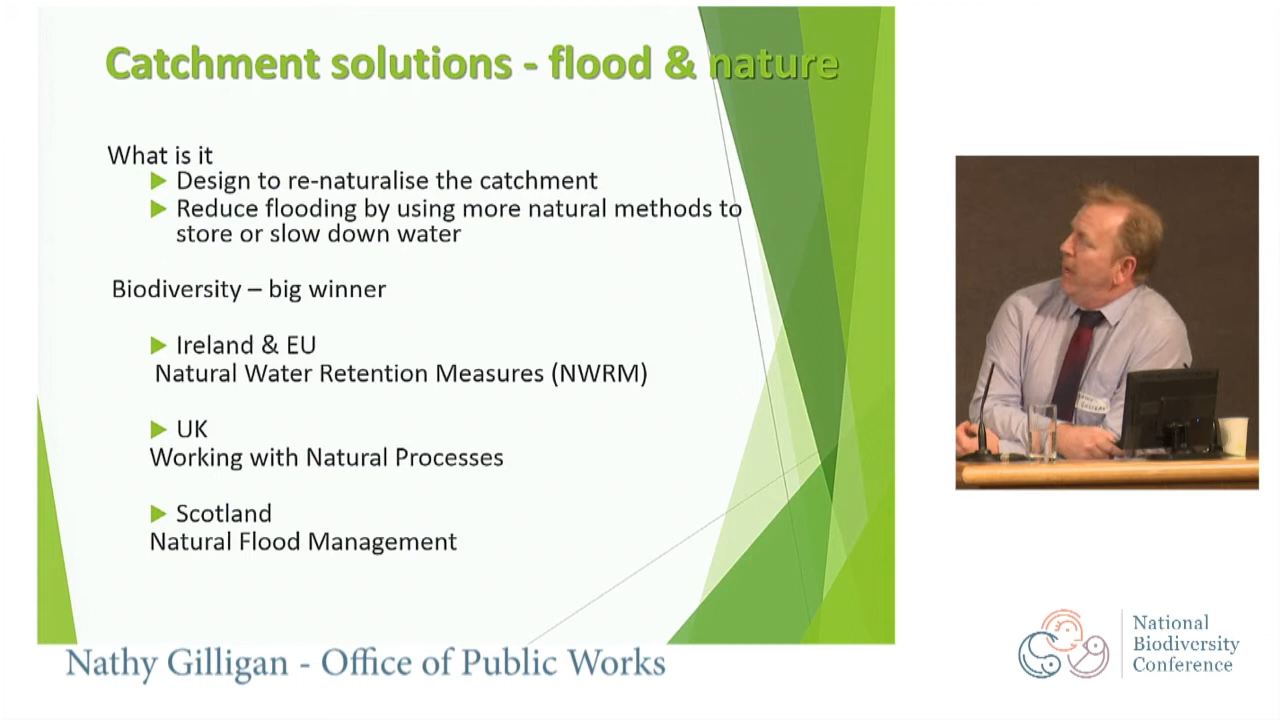 Catchment solutions - flood & nature
What is it
Design to re-naturalise the catchment
Reduce flooding by using more natural methods to
store or slow down water
Biodiversity – big winner
Ireland & EU
Natural Water Retention Measures (NWRM)
UK
Working with Natural Processes
Scotland
Natural Flood Management
Nathy Gilligan - Office of Public Works
National
Biodiversity
Conference